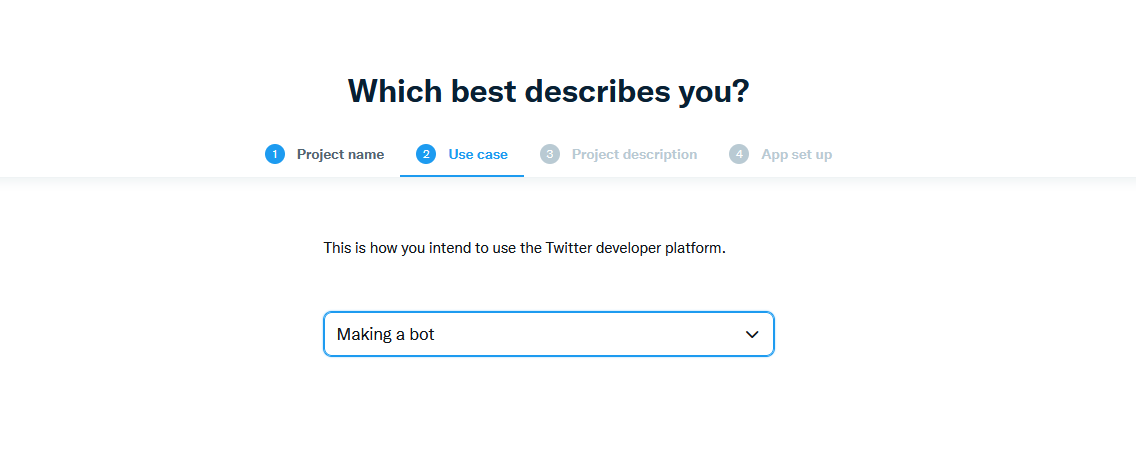 Which best describes you?
1 Project name 2 Use case 3 Project description 4 App set up
This is how you intend to use the Twitter developer platform.
Making a bot